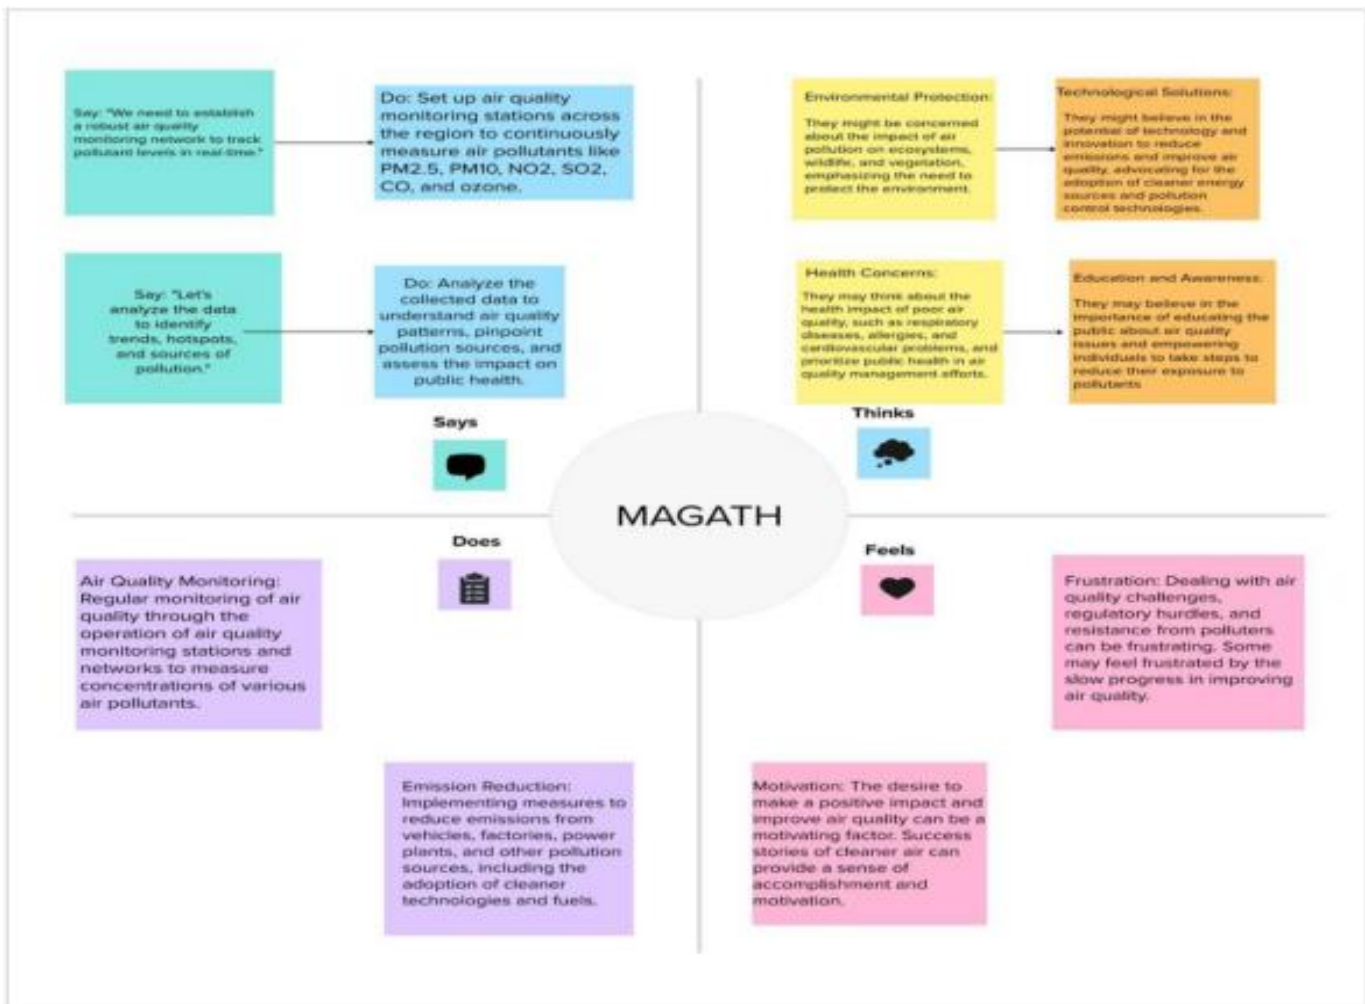 Say: "We need to establish
a robust air quality
monitoring network to track
pollutant levels in real-time."
Do: Set up air quality
monitoring stations across
the region to continuously
measure air pollutants like
PM2.5, PM10, NO2, SO2,
CO, and ozone.
Say: "Let's
analyze the data
to identify
trends, hotspots,
and sources of
pollution."
Do: Analyze the
collected data to
understand air quality
patterns, pinpoint
pollution sources, and
assess the impact on
public health.
Says
Environmental Protection:
They might be concerned
about the impact of air
pollution on ecosystems,
wildlife, and vegetation,
emphasizing the need to
protect the environment.
Technological Solutions:
They might believe in the
potential of technology and
innovation to reduce
emissions and improve air
quality, advocating for the
adoption of cleaner energy
sources and pollution
control technologies.
Health Concerns:
They may think about the
health impact of poor air
quality, such as respiratory
diseases, allergies, and
cardiovascular problems, and
prioritize public health in air
quality management efforts.
Education and Awareness:
They may believe in the
importance of educating the
public about air quality
issues and empowering
individuals to take steps to
reduce their exposure to
pollutants
Thinks
MAGATH
Does
Air Quality Monitoring:
Regular monitoring of air
quality through the
operation of air quality
monitoring stations and
networks to measure
concentrations of various
air pollutants.
Emission Reduction:
Implementing measures to
reduce emissions from
vehicles, factories, power
plants, and other pollution
sources, including the
adoption of cleaner
technologies and fuels.
Feels
Frustration: Dealing with air
quality challenges,
regulatory hurdles, and
resistance from polluters
can be frustrating. Some
may feel frustrated by the
slow progress in improving
air quality.
Motivation: The desire to
make a positive impact and
improve air quality can be a
motivating factor. Success
stories of cleaner air can
provide a sense of
accomplishment and
motivation.